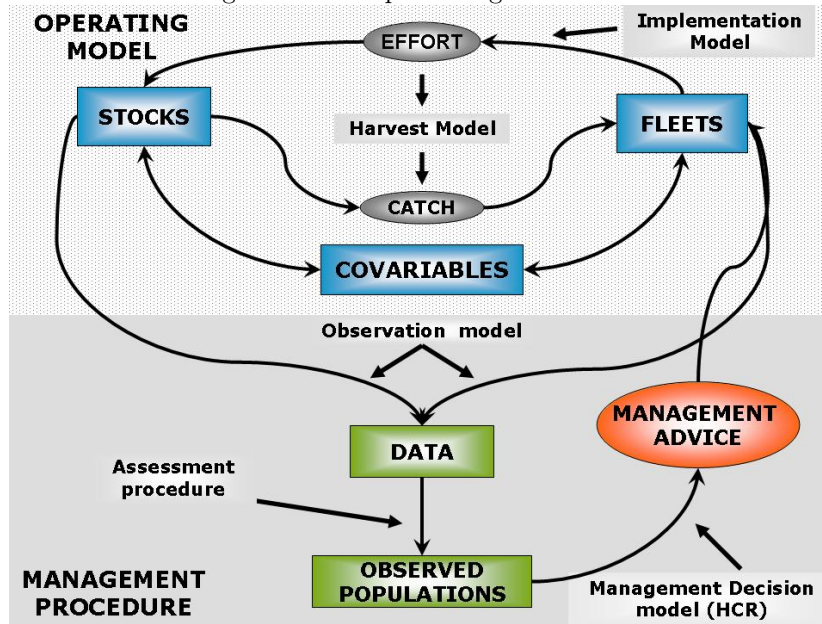 OPERATING
MODEL
EFFORT
Implementation
Model
STOCKS
Harvest Model
FLEETS
CATCH
COVARIABLES
Observation model
MANAGEMENT
ADVICE
DATA
Assessment
procedure
OBSERVED
POPULATIONS
MANAGEMENT
PROCEDURE
Management Decision
model (HCR)